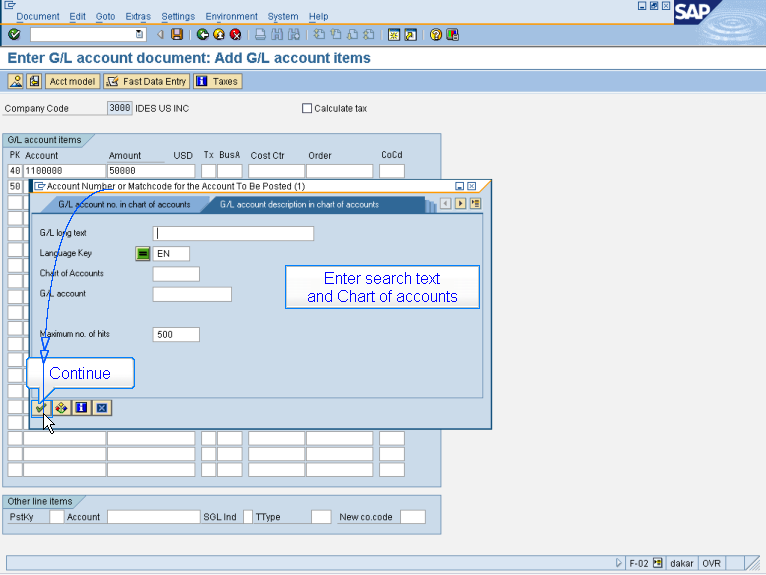 Document Edit Goto Extras Settings Environment System Help
SAP
Enter G/L account document: Add G/L account items
Acct model Fast Data Entry Taxes
Company Code 3000 IDES US INC Calculate tax
G/L account items
PK Account Amount USD Tx BusA Cost Ctr Order CoCd
40 1100000 50000
50
Account Number or Matchcode for the Account To Be Posted (1)
G/L account no. in chart of accounts G/L account description in chart of accounts
G/L long text
Language Key EN
Chart of Accounts
G/L account
Enter search text
and Chart of accounts
Maximum no. of hits 500
Continue
Other line items
PstKy Account SGL Ind TType New co.code
F-02 dakar OVR